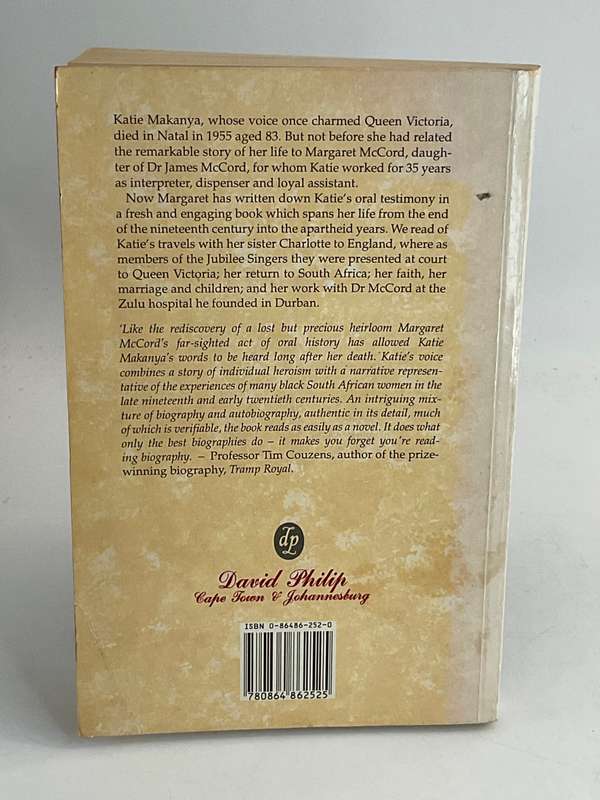 Katie Makanya, whose voice once charmed Queen Victoria,
died in Natal in 1955 aged 83. But not before she had related
the remarkable story of her life to Margaret McCord, daugh-
ter of Dr James McCord, for whom Katie worked for 35 years
as interpreter, dispenser and loyal assistant.
Now Margaret has written down Katie's oral testimony in
a fresh and engaging book which spans her life from the end
of the nineteenth century into the apartheid years. We read of
Katie's travels with her sister Charlotte to England, where as
members of the Jubilee Singers they were presented at court
to Queen Victoria; her return to South Africa; her faith, her
marriage and children; and her work with Dr McCord at the
Zulu hospital he founded in Durban.
'Like the rediscovery of a lost but precious heirloom Margaret
McCord's far-sighted act of oral history has allowed Katie
Makanya's words to be heard long after her death. Katie's voice
combines a story of individual heroism with a narrative represen-
tative of the experiences of many black South African women in the
late nineteenth and early twentieth centuries. An intriguing mix-
ture of biography and autobiography, authentic in its detail, much
of which is verifiable, the book reads as easily as a novel. It does what
only the best biographies do – it makes you forget you're read-
ing biography. – Professor Tim Couzens, author of the prize-
winning biography, Tramp Royal.
dp
David Philip
Cape Town & Johannesburg
ISBN 0-86486-252-0
780864 862525